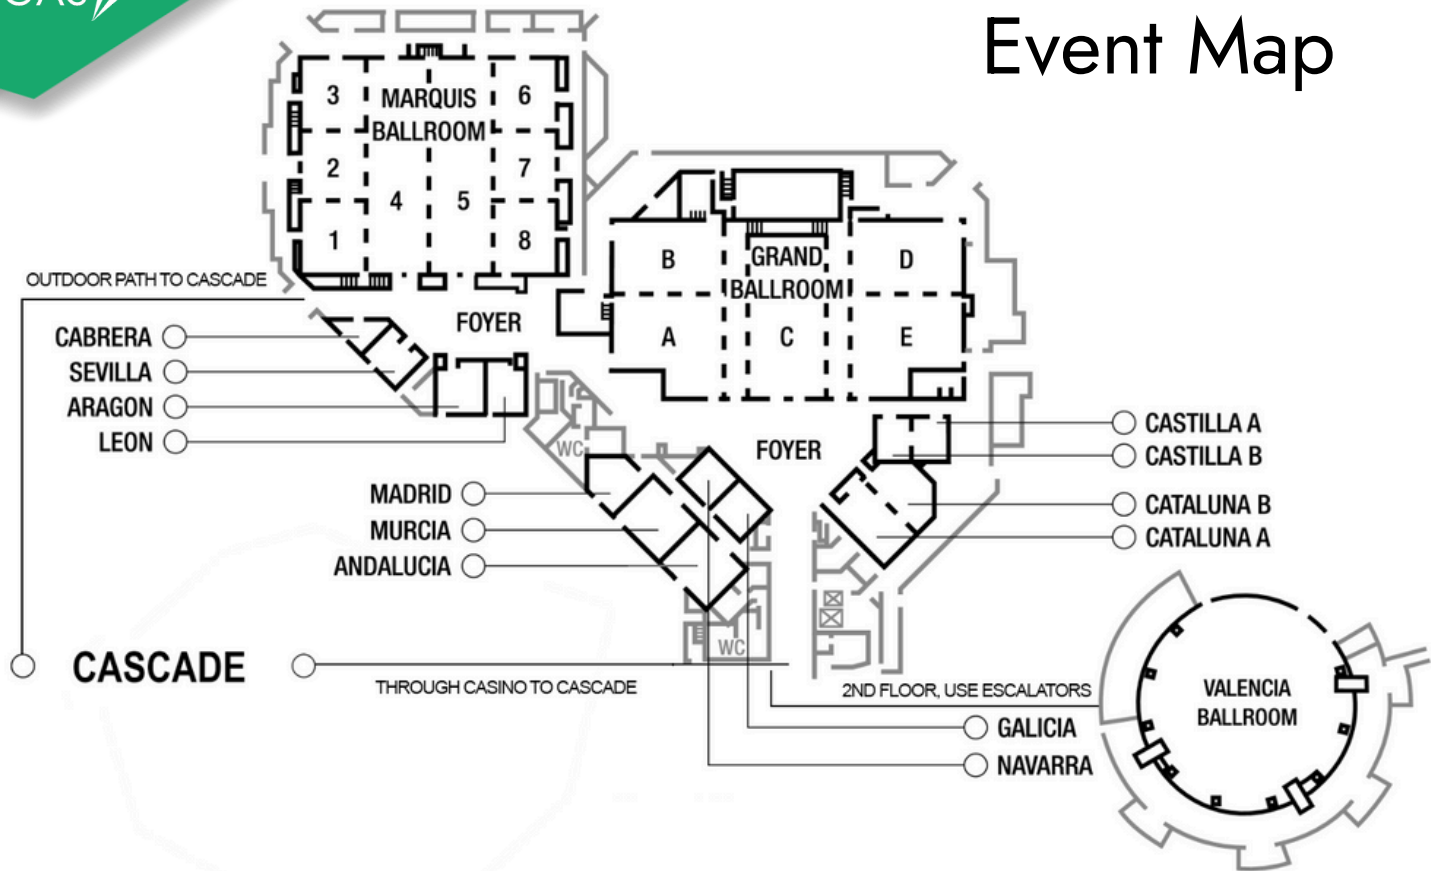 Event Map
3
MARQUIS
BALLROOM
6
2
7
4
5
1
8
B
GRAND
BALLROOM
D
A
C
E
OUTDOOR PATH TO CASCADE
FOYER
CABRERA
SEVILLA
ARAGON
LEON
WC
FOYER
CASTILLA A
CASTILLA B
MADRID
MURCIA
ANDALUCIA
CATALUNA B
CATALUNA A
WC
CASCADE
THROUGH CASINO TO CASCADE
2ND FLOOR, USE ESCALATORS
GALICIA
NAVARRA
VALENCIA
BALLROOM